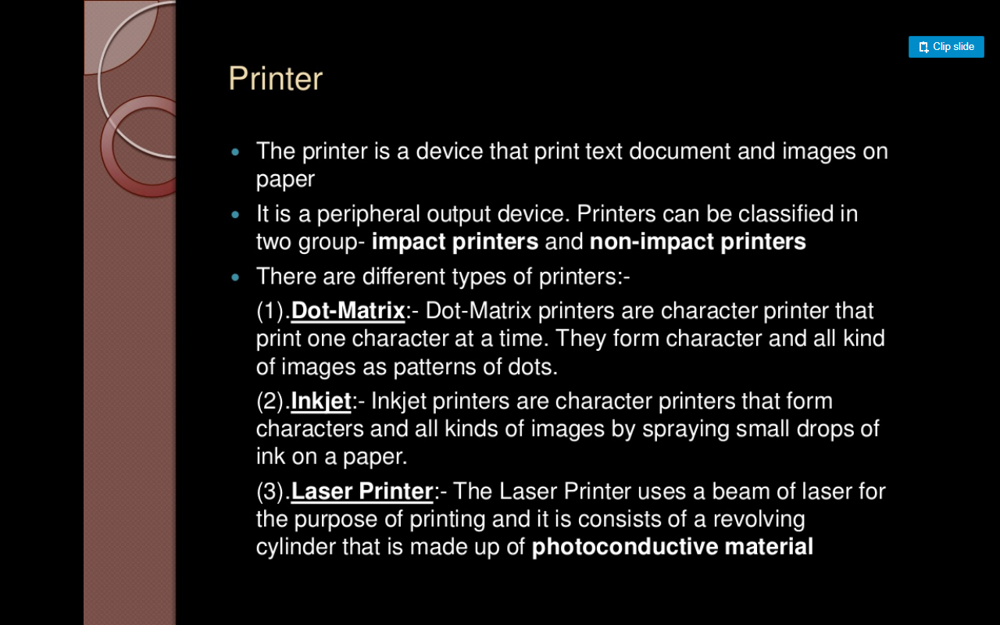 Clip slide
Printer
• The printer is a device that print text document and images on
paper
• It is a peripheral output device. Printers can be classified in
two group- impact printers and non-impact printers
• There are different types of printers:-
(1).Dot-Matrix:- Dot-Matrix printers are character printer that
print one character at a time. They form character and all kind
of images as patterns of dots.
(2).Inkjet:- Inkjet printers are character printers that form
characters and all kinds of images by spraying small drops of
ink on a paper.
(3).Laser Printer:- The Laser Printer uses a beam of laser for
the purpose of printing and it is consists of a revolving
cylinder that is made up of photoconductive material